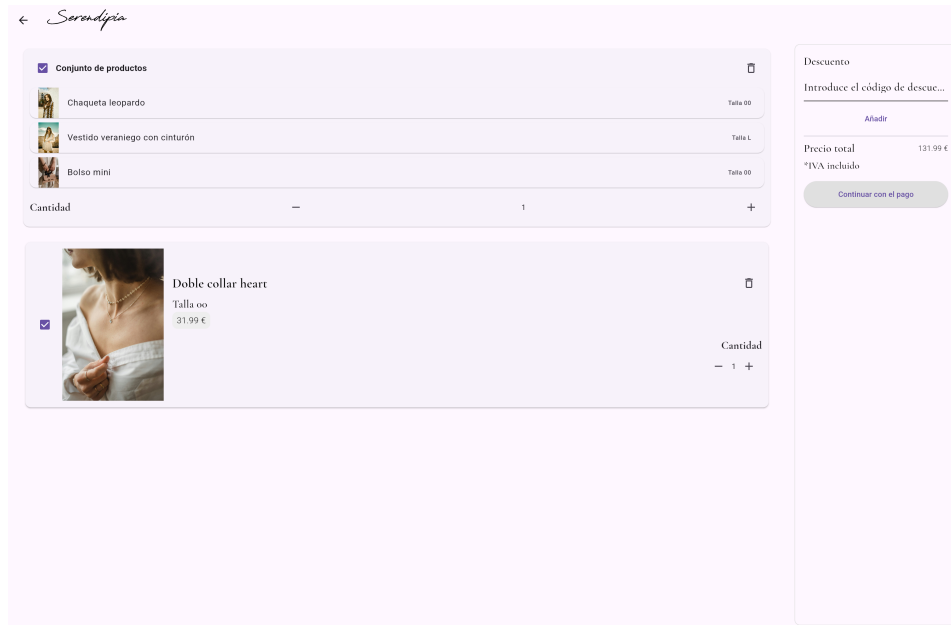 Serendipia
Conjunto de productos
Chaqueta leopardo
Talla 00
Vestido veraniego con cinturón
Talla L
Bolso mini
Talla 00
Cantidad
1
Doble collar heart
Talla 00
31.99 €
Cantidad
1
Descuento
Introduce el código de descue...
Añadir
Precio total
131.99 €
*IVA incluido
Continuar con el pago